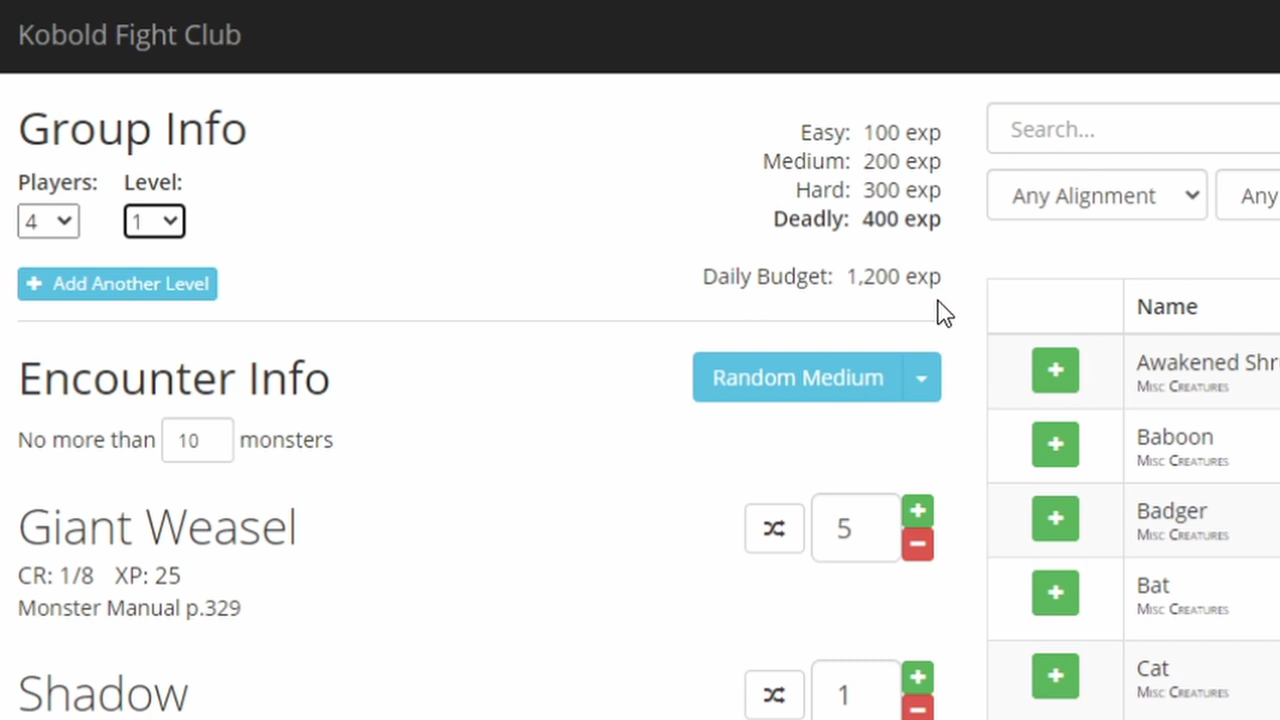 Kobold Fight Club
Group Info
Players: Level:
4 1
Add Another Level
Easy: 100 exp
Medium: 200 exp
Hard: 300 exp
Deadly: 400 exp
Daily Budget: 1,200 exp
Encounter Info
Random Medium
No more than 10 monsters
Giant Weasel
5
CR: 1/8 XP: 25
Monster Manual p.329
Shadow
1
Search...
Any Alignment
Any
Name
Awakened Shr
Misc Creatures
Baboon
Misc Creatures
Badger
Misc Creatures
Bat
Misc Creatures
Cat
Misc Creatures